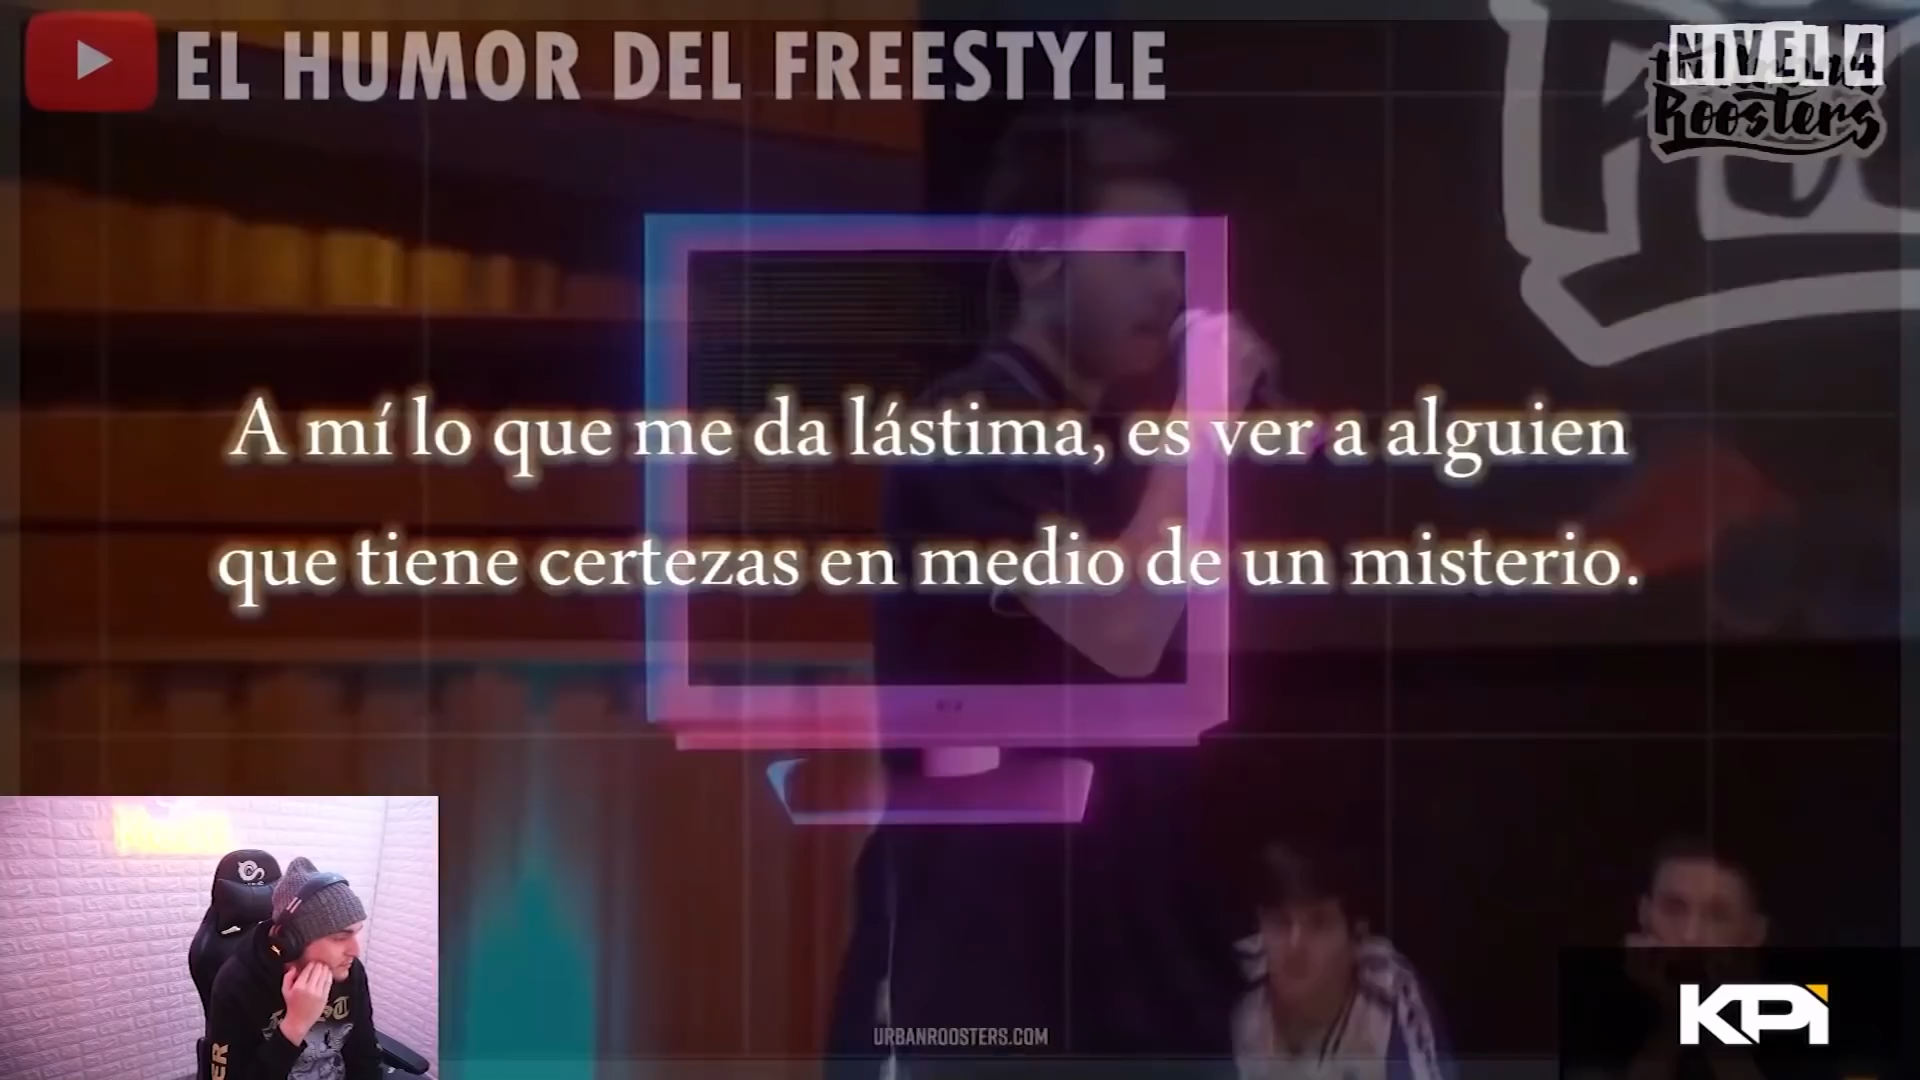 EL HUMOR DEL FREESTYLE
NIVEL 4
Roosters
A mí lo que me da lástima, es ver a alguien
que tiene certezas en medio de un misterio.
URBANROOSTERS.COM
KPi